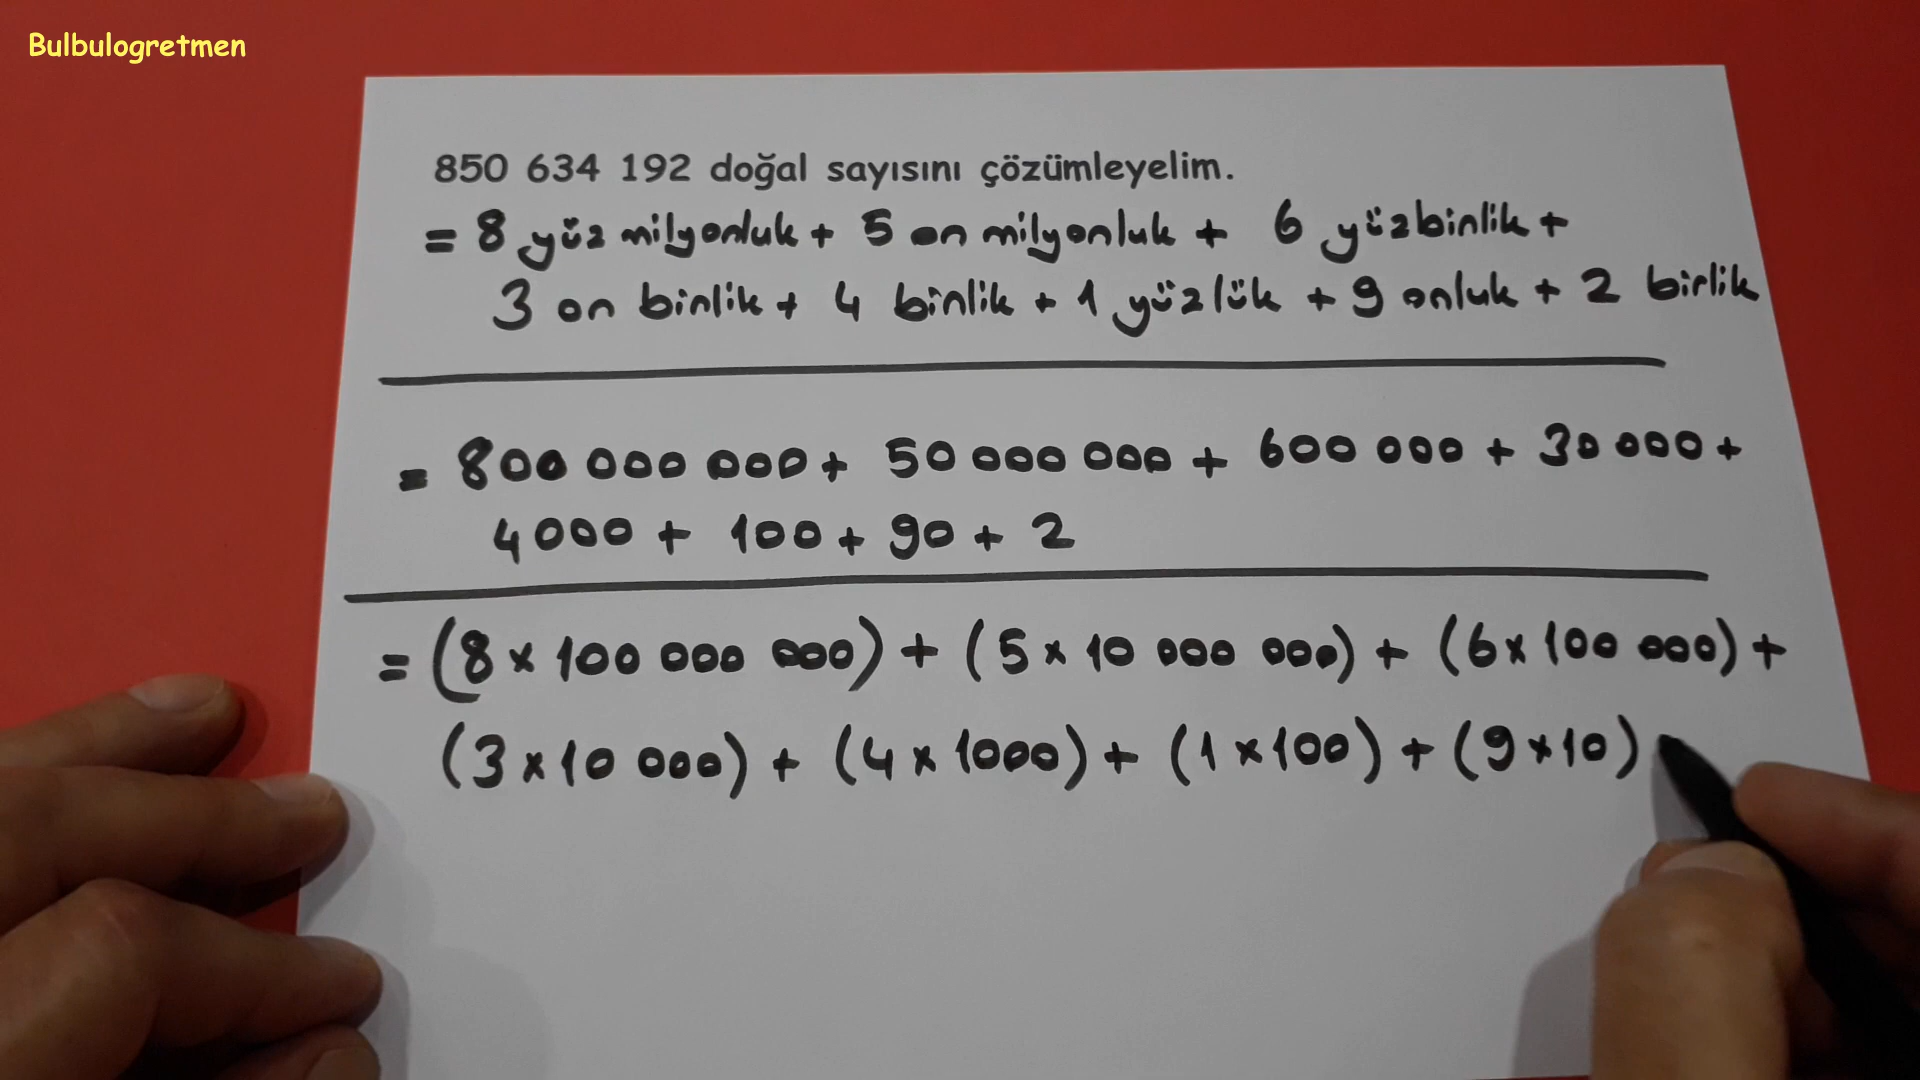 Bulbulogretmen
850 634 192 doğal sayısını çözümleyelim.
= 8 yüz milyonluk + 5 on milyonluk + 6 yüzbinlik +
3 on binlik + 4 binlik + 1 yüzlük + 9 onluk + 2 birlik
= 800 000 000 + 50 000 000 + 600 000 + 30 000 +
4000 + 100 + 90 + 2
= (8 x 100 000 000) + (5 x 10 000 000) + (6 x 100 000) +
(3 x 10 000) + (4 x 1000) + (1 x 100) + (9 x 10)